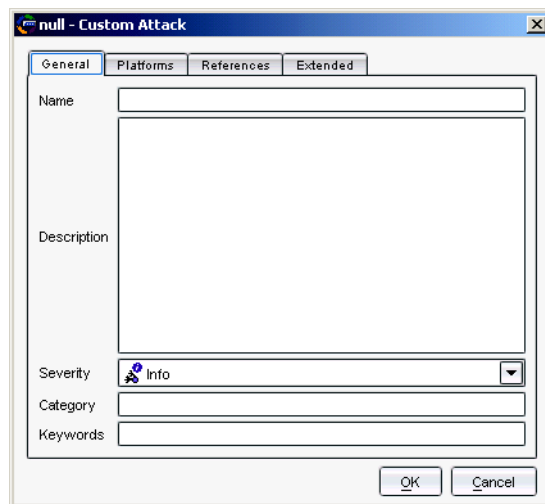 null - Custom Attack
General Platforms References Extended
Name
Description
Severity Info
Category
Keywords
OK Cancel